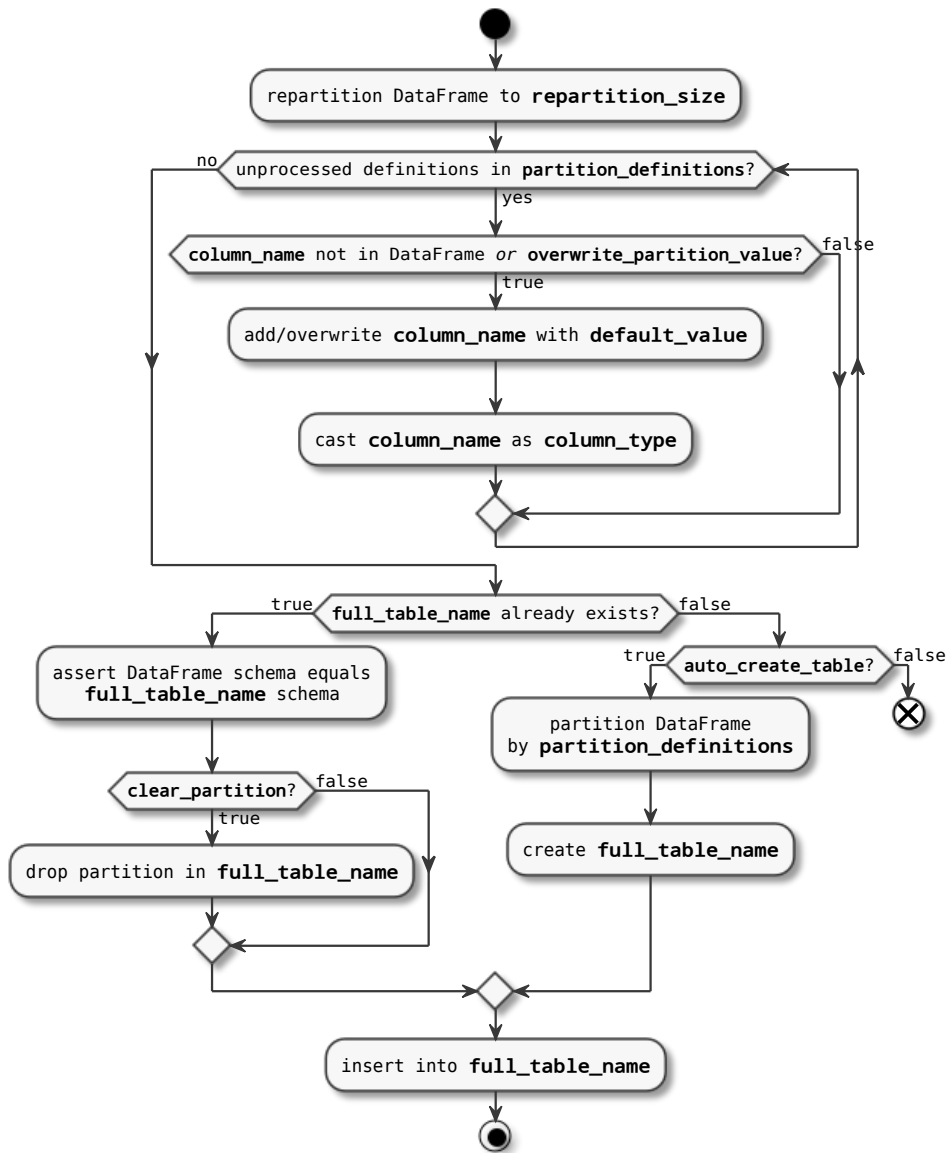 repartition DataFrame to repartition_size
no
unprocessed definitions in partition_definitions?
yes
column_name not in DataFrame or overwrite_partition_value?
false
true
add/overwrite column_name with default_value
cast column_name as column_type
true
full_table_name already exists?
false
assert DataFrame schema equals
full_table_name schema
clear_partition?
false
true
drop partition in full_table_name
true
auto_create_table?
false
partition DataFrame
by partition_definitions
create full_table_name
insert into full_table_name